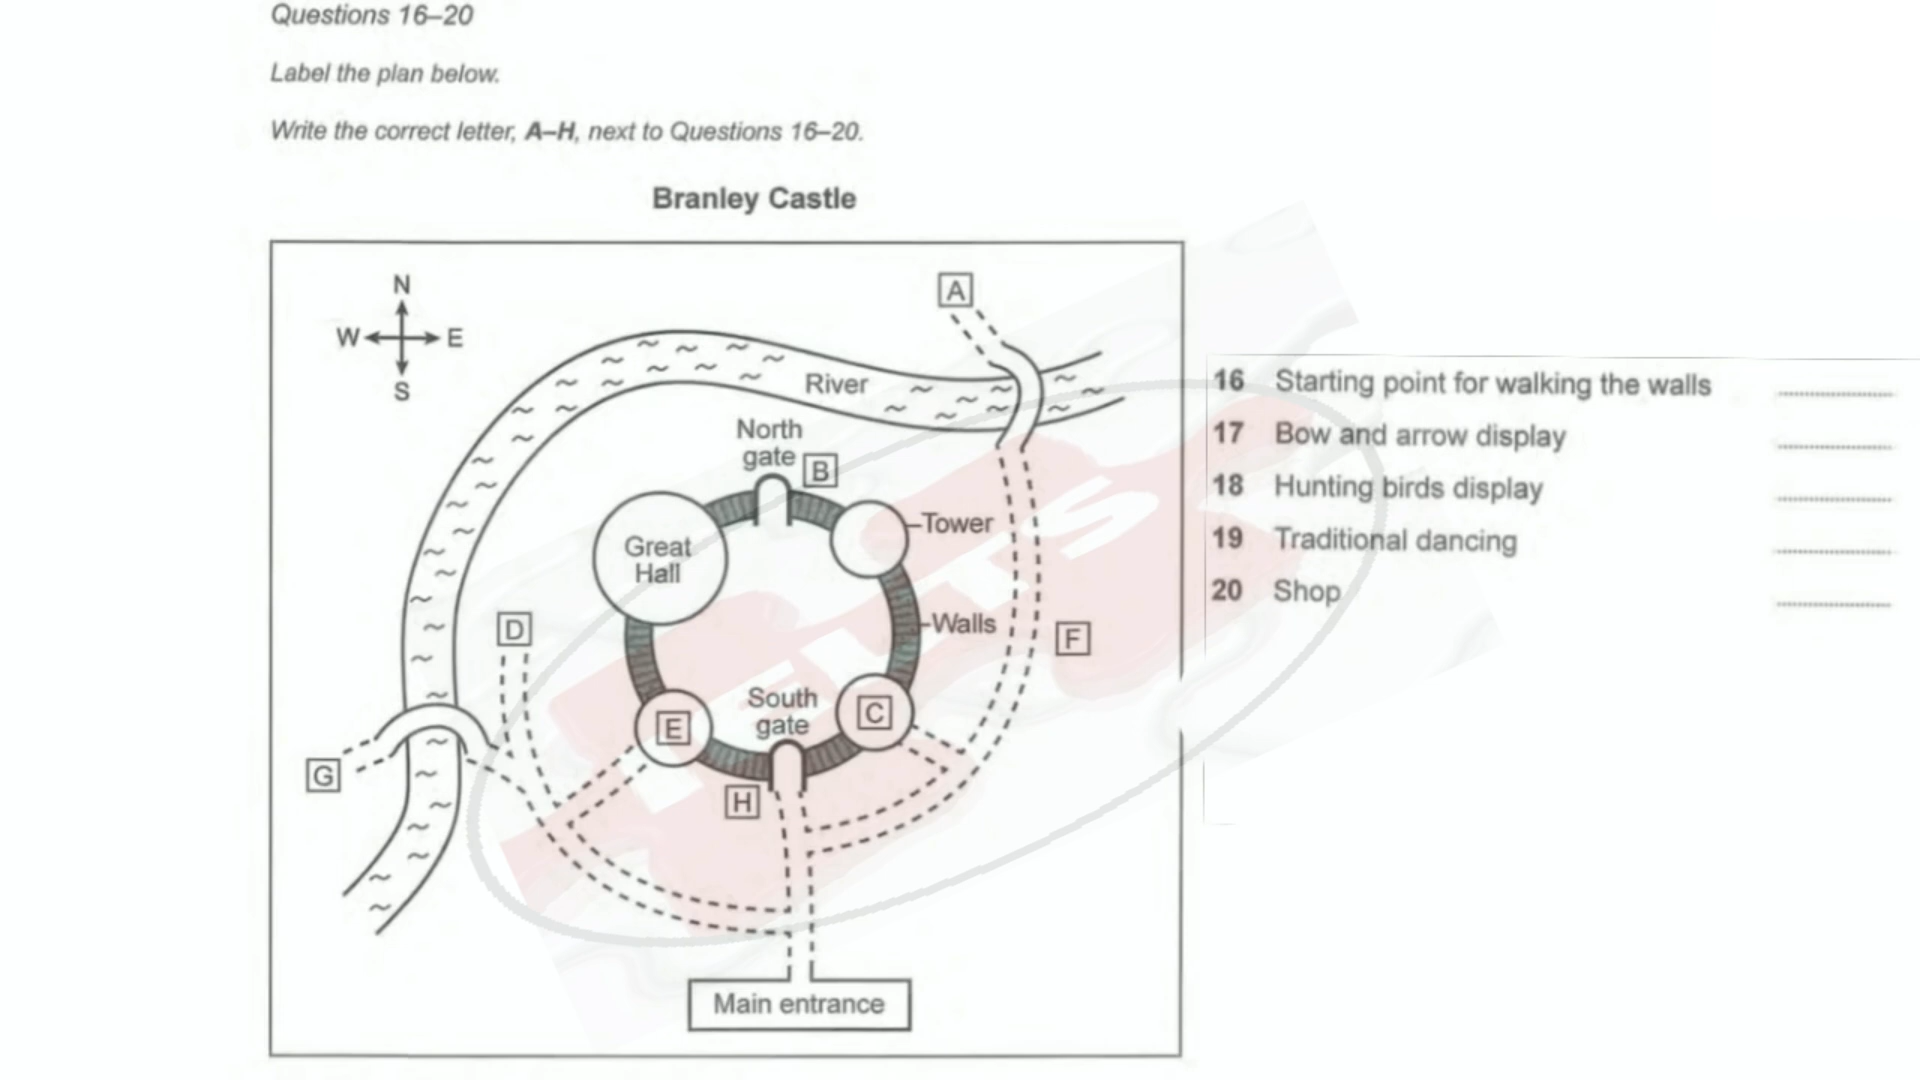 Questions 16–20
Label the plan below.
Write the correct letter, A–H, next to Questions 16–20.
Branley Castle
N
W E
S
A
River
North
gate
B
Great
Hall
Tower
D
Walls
F
South
gate
E
C
G
H
Main entrance
16 Starting point for walking the walls ....................
17 Bow and arrow display ....................
18 Hunting birds display ....................
19 Traditional dancing ....................
20 Shop ....................
IELTS